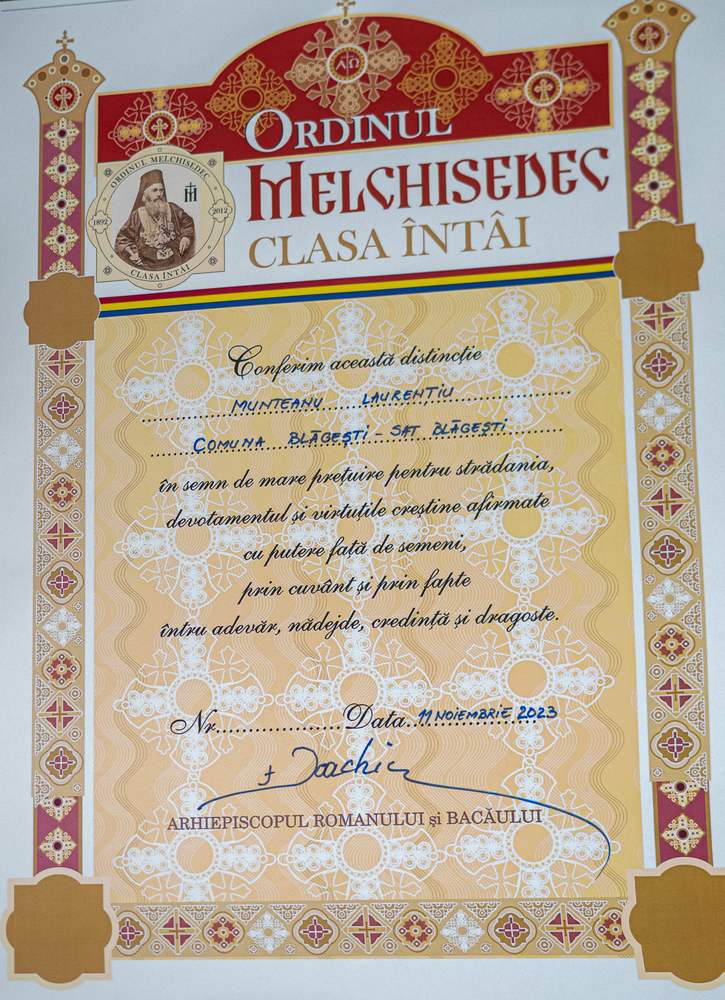 ΑΩ
ORDINUL
MELCHISEDEC
CLASA ÎNTÂI
ORDINUL MELCHISEDEC
1892
2012
CLASA ÎNTÂI
Conferim această distincție
MUNTEANU LAURENȚIU
COMUNA BLĂGEȘTI - SAT BLĂGEȘTI
în semn de mare prețuire pentru strădania,
devotamentul și virtuțile creștine afirmate
cu putere față de semeni,
prin cuvânt și prin fapte
întru adevăr, nădejde, credință și dragoste.
Nr....................Data..11 NOIEMBRIE 2023
† Ioachim
ARHIEPISCOPUL ROMANULUI și BACĂULUI